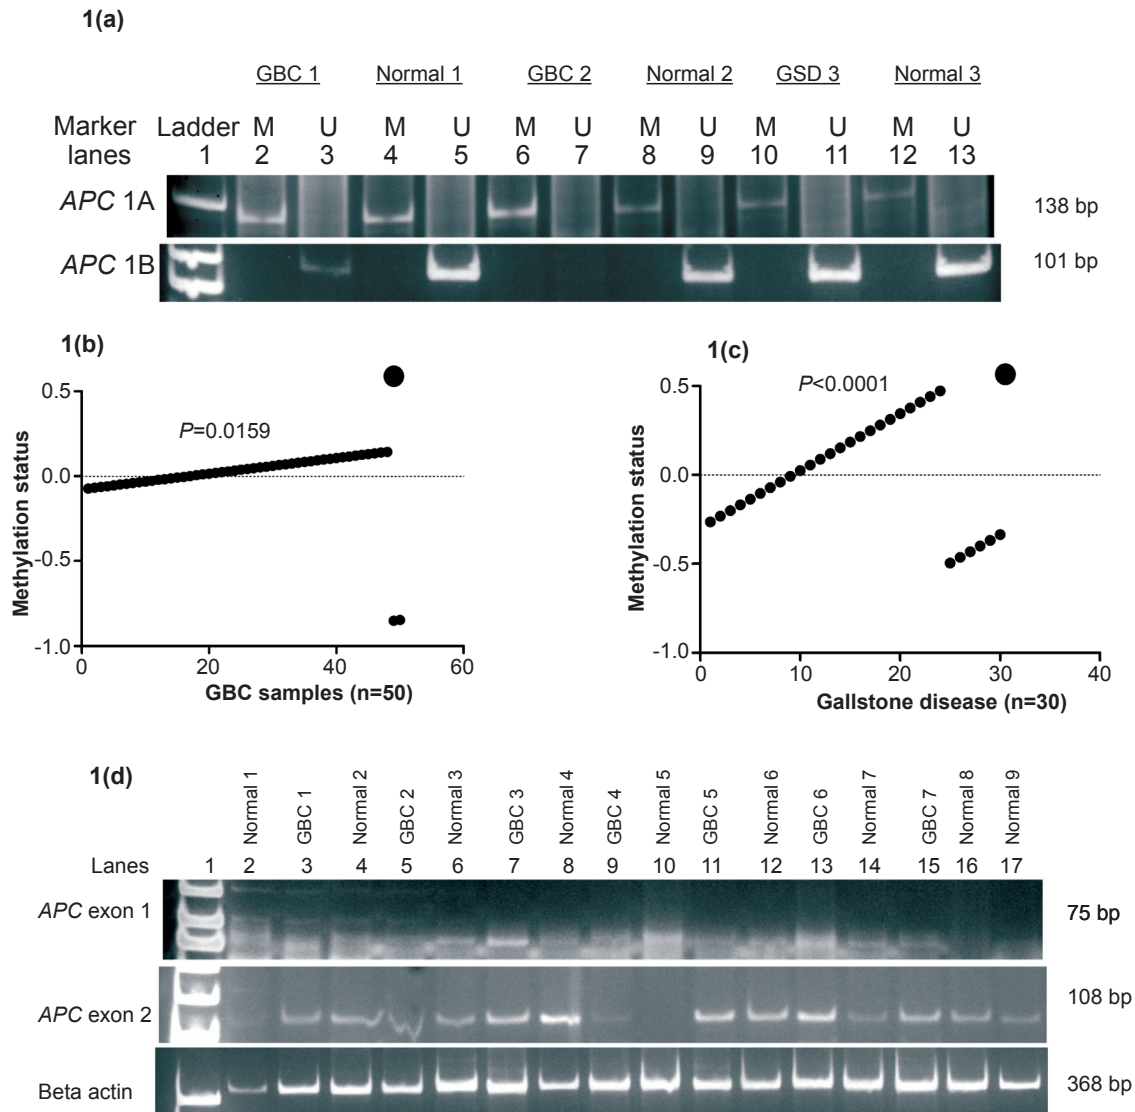 1(a)
GBC 1 Normal 1 GBC 2 Normal 2 GSD 3 Normal 3
Marker Ladder M U M U M U M U M U M U
lanes 1 2 3 4 5 6 7 8 9 10 11 12 13
APC 1A 138 bp
APC 1B 101 bp
1(b)
P=0.0159
Methylation status
0.5
0.0
-0.5
-1.0
0 20 40 60
GBC samples (n=50)
1(c)
P<0.0001
Methylation status
0.5
0.0
-0.5
-1.0
0 10 20 30 40
Gallstone disease (n=30)
1(d)
Normal 1 GBC 1 Normal 2 GBC 2 Normal 3 GBC 3 Normal 4 GBC 4 Normal 5 GBC 5 Normal 6 GBC 6 Normal 7 GBC 7 Normal 8 Normal 9
Lanes 1 2 3 4 5 6 7 8 9 10 11 12 13 14 15 16 17
APC exon 1 75 bp
APC exon 2 108 bp
Beta actin 368 bp